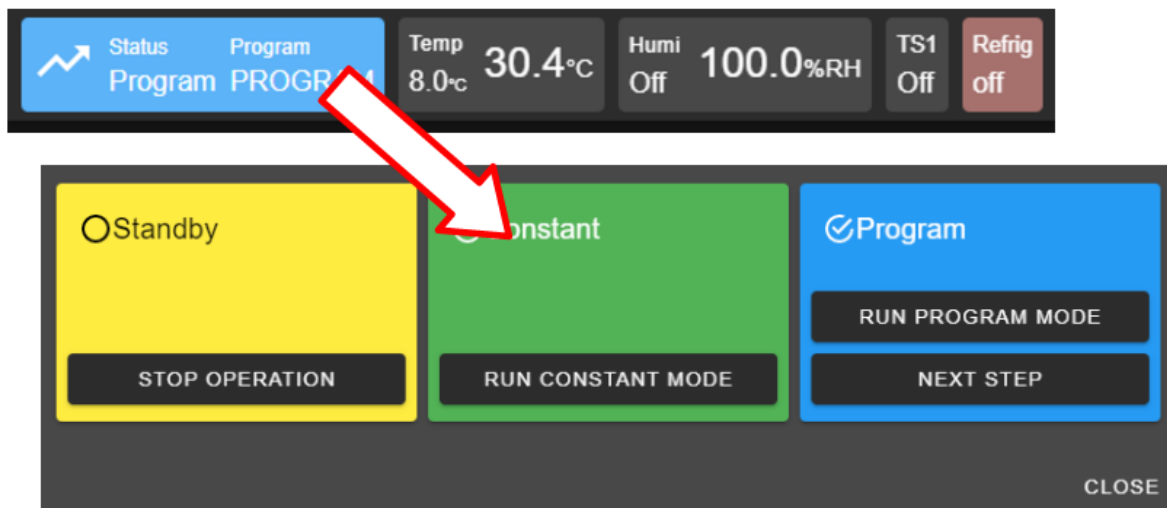 Status Program Temp Humi TS1 Refrig
Program 8.0°C 30.4°C Off 100.0%RH Off off
Standby Program
RUN PROGRAM MODE
STOP OPERATION RUN CONSTANT MODE NEXT STEP
CLOSE